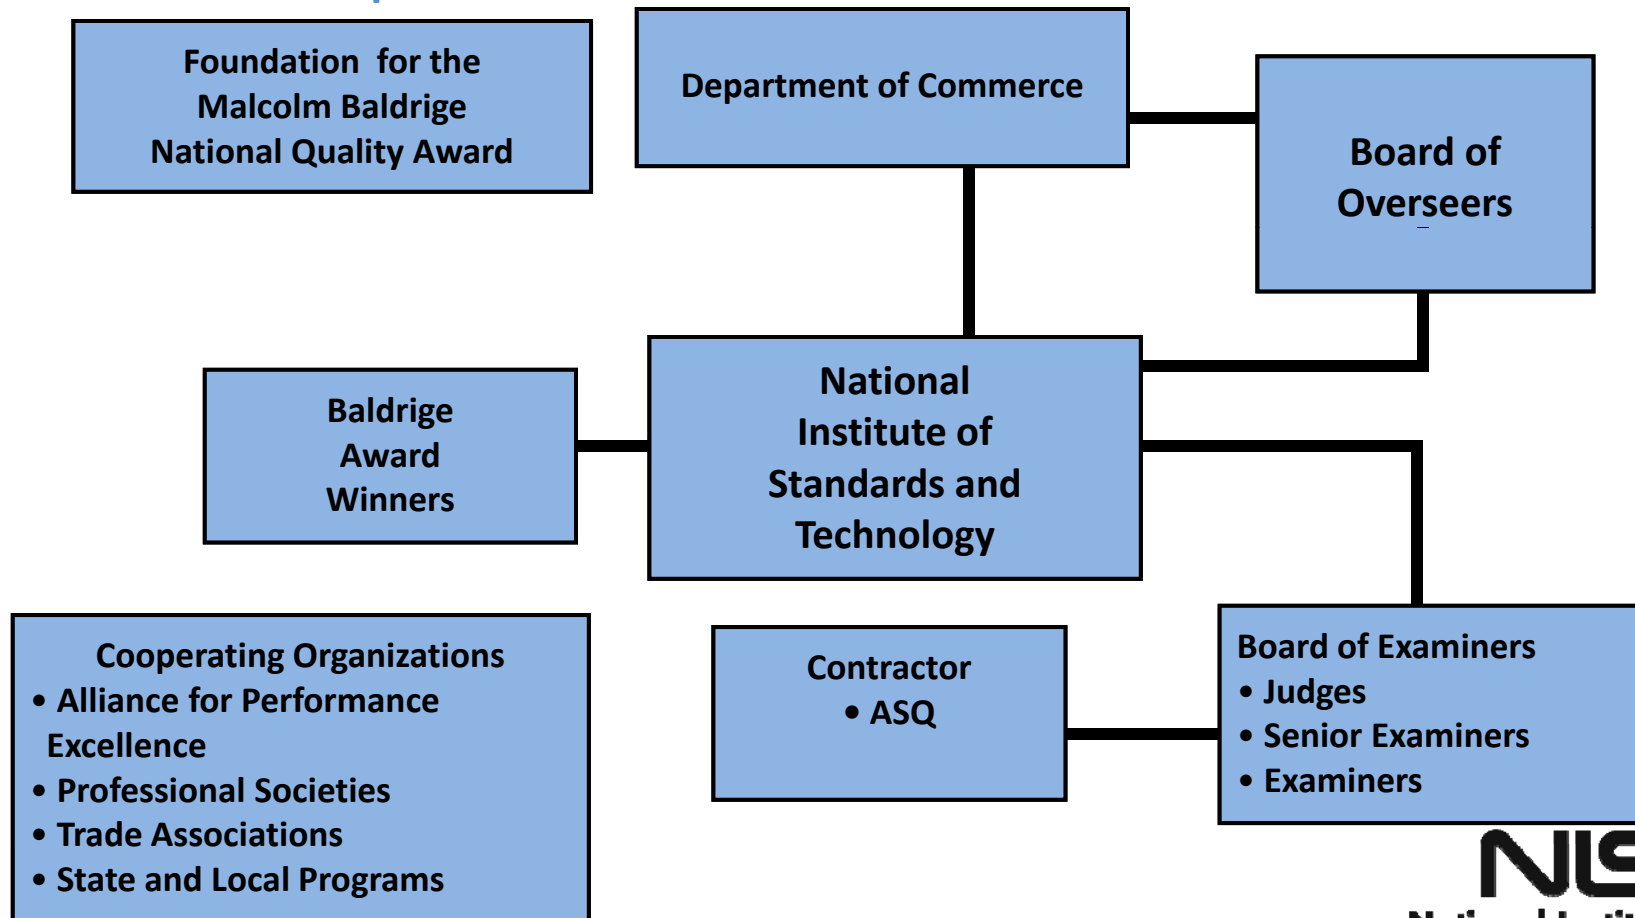 Foundation for the
Malcolm Baldrige
National Quality Award
Department of Commerce
Board of
Overseers
Baldrige
Award
Winners
National
Institute of
Standards and
Technology
Cooperating Organizations
• Alliance for Performance
Excellence
• Professional Societies
• Trade Associations
• State and Local Programs
Contractor
• ASQ
Board of Examiners
• Judges
• Senior Examiners
• Examiners